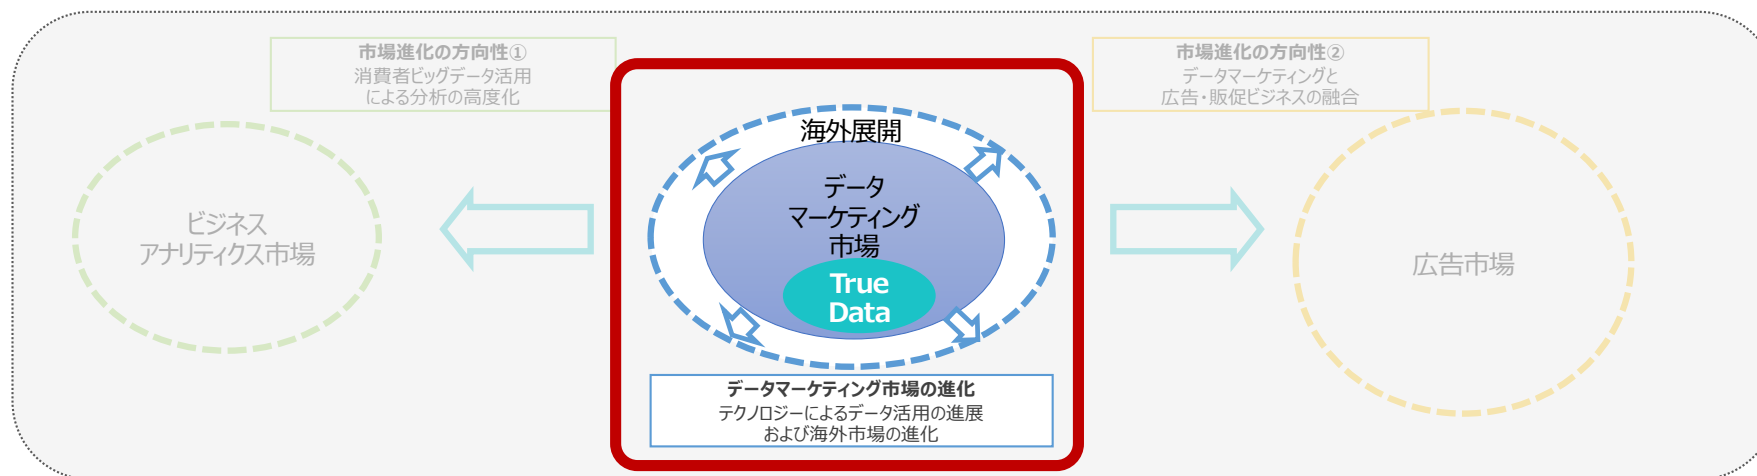 市場進化の方向性①
消費者ビッグデータ活用
による分析の高度化
ビジネス
アナリティクス市場
海外展開
データ
マーケティング
市場
True
Data
データマーケティング市場の進化
テクノロジーによるデータ活用の進展
および海外市場の進化
市場進化の方向性②
データマーケティングと
広告・販促ビジネスの融合
広告市場